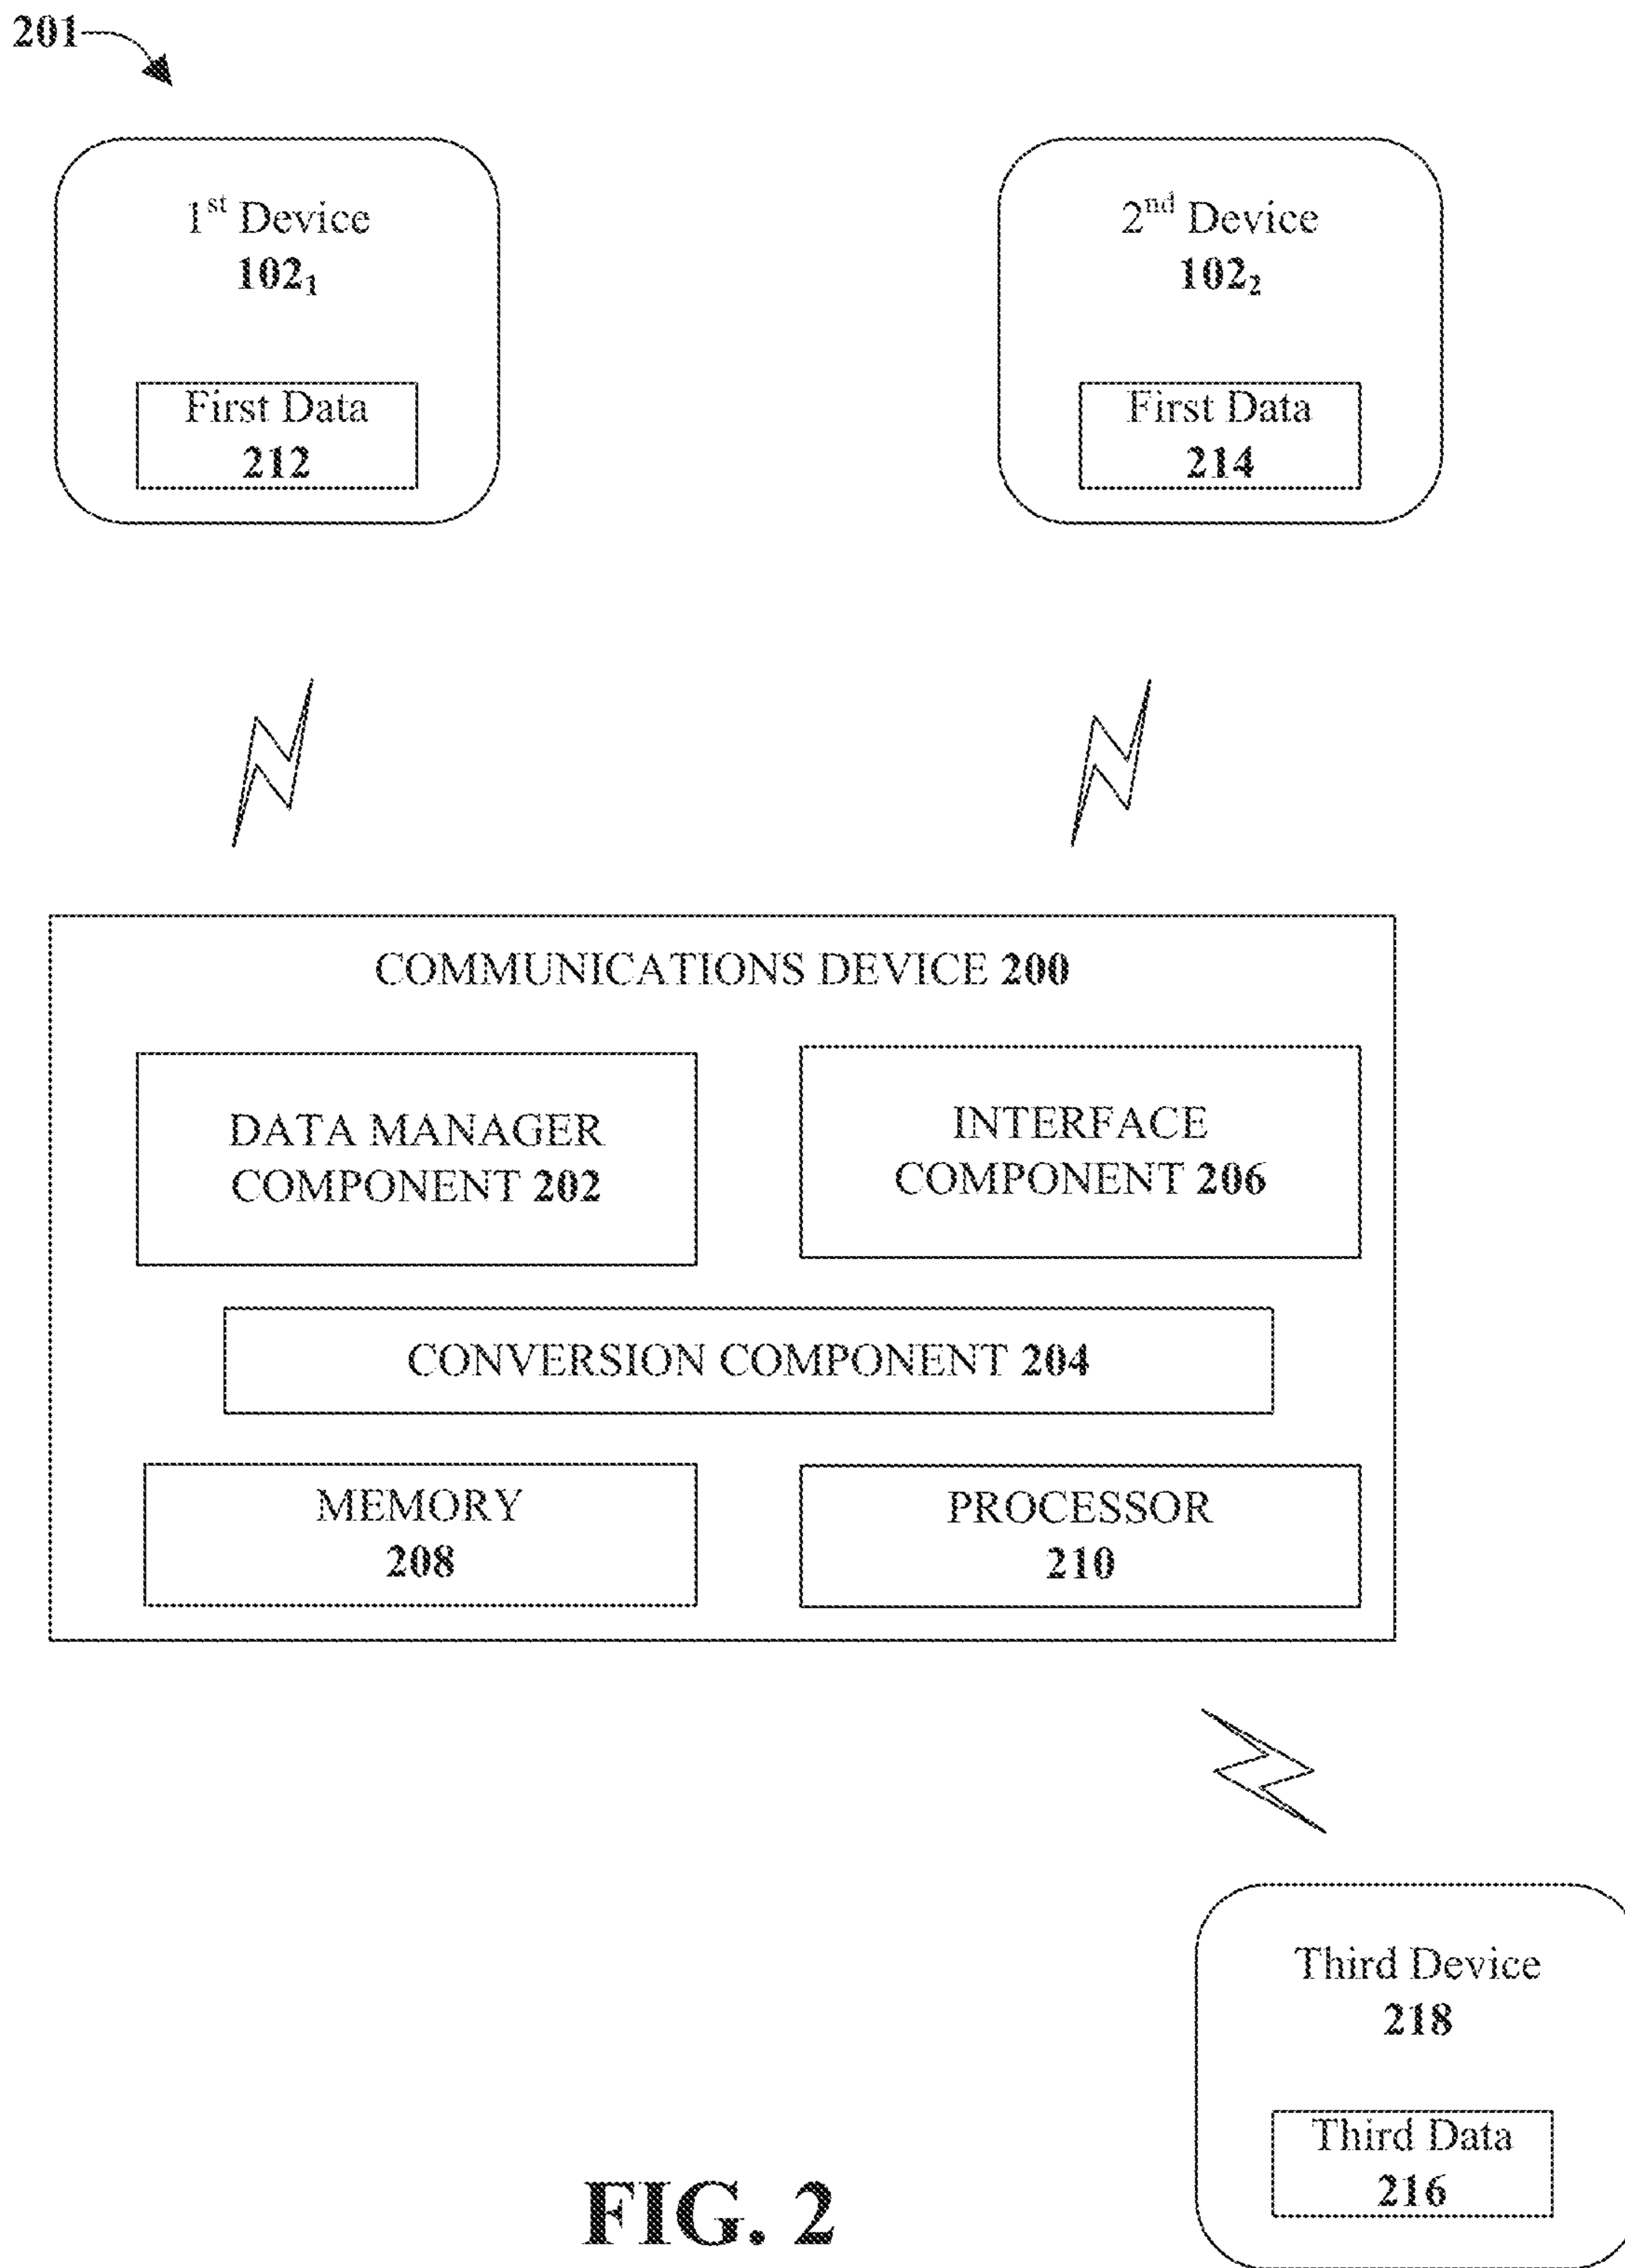 201
1st Device
1021
First Data
212
2nd Device
1022
First Data
214
COMMUNICATIONS DEVICE 200
DATA MANAGER
COMPONENT 202
INTERFACE
COMPONENT 206
CONVERSION COMPONENT 204
MEMORY
208
PROCESSOR
210
Third Device
218
Third Data
216
FIG. 2